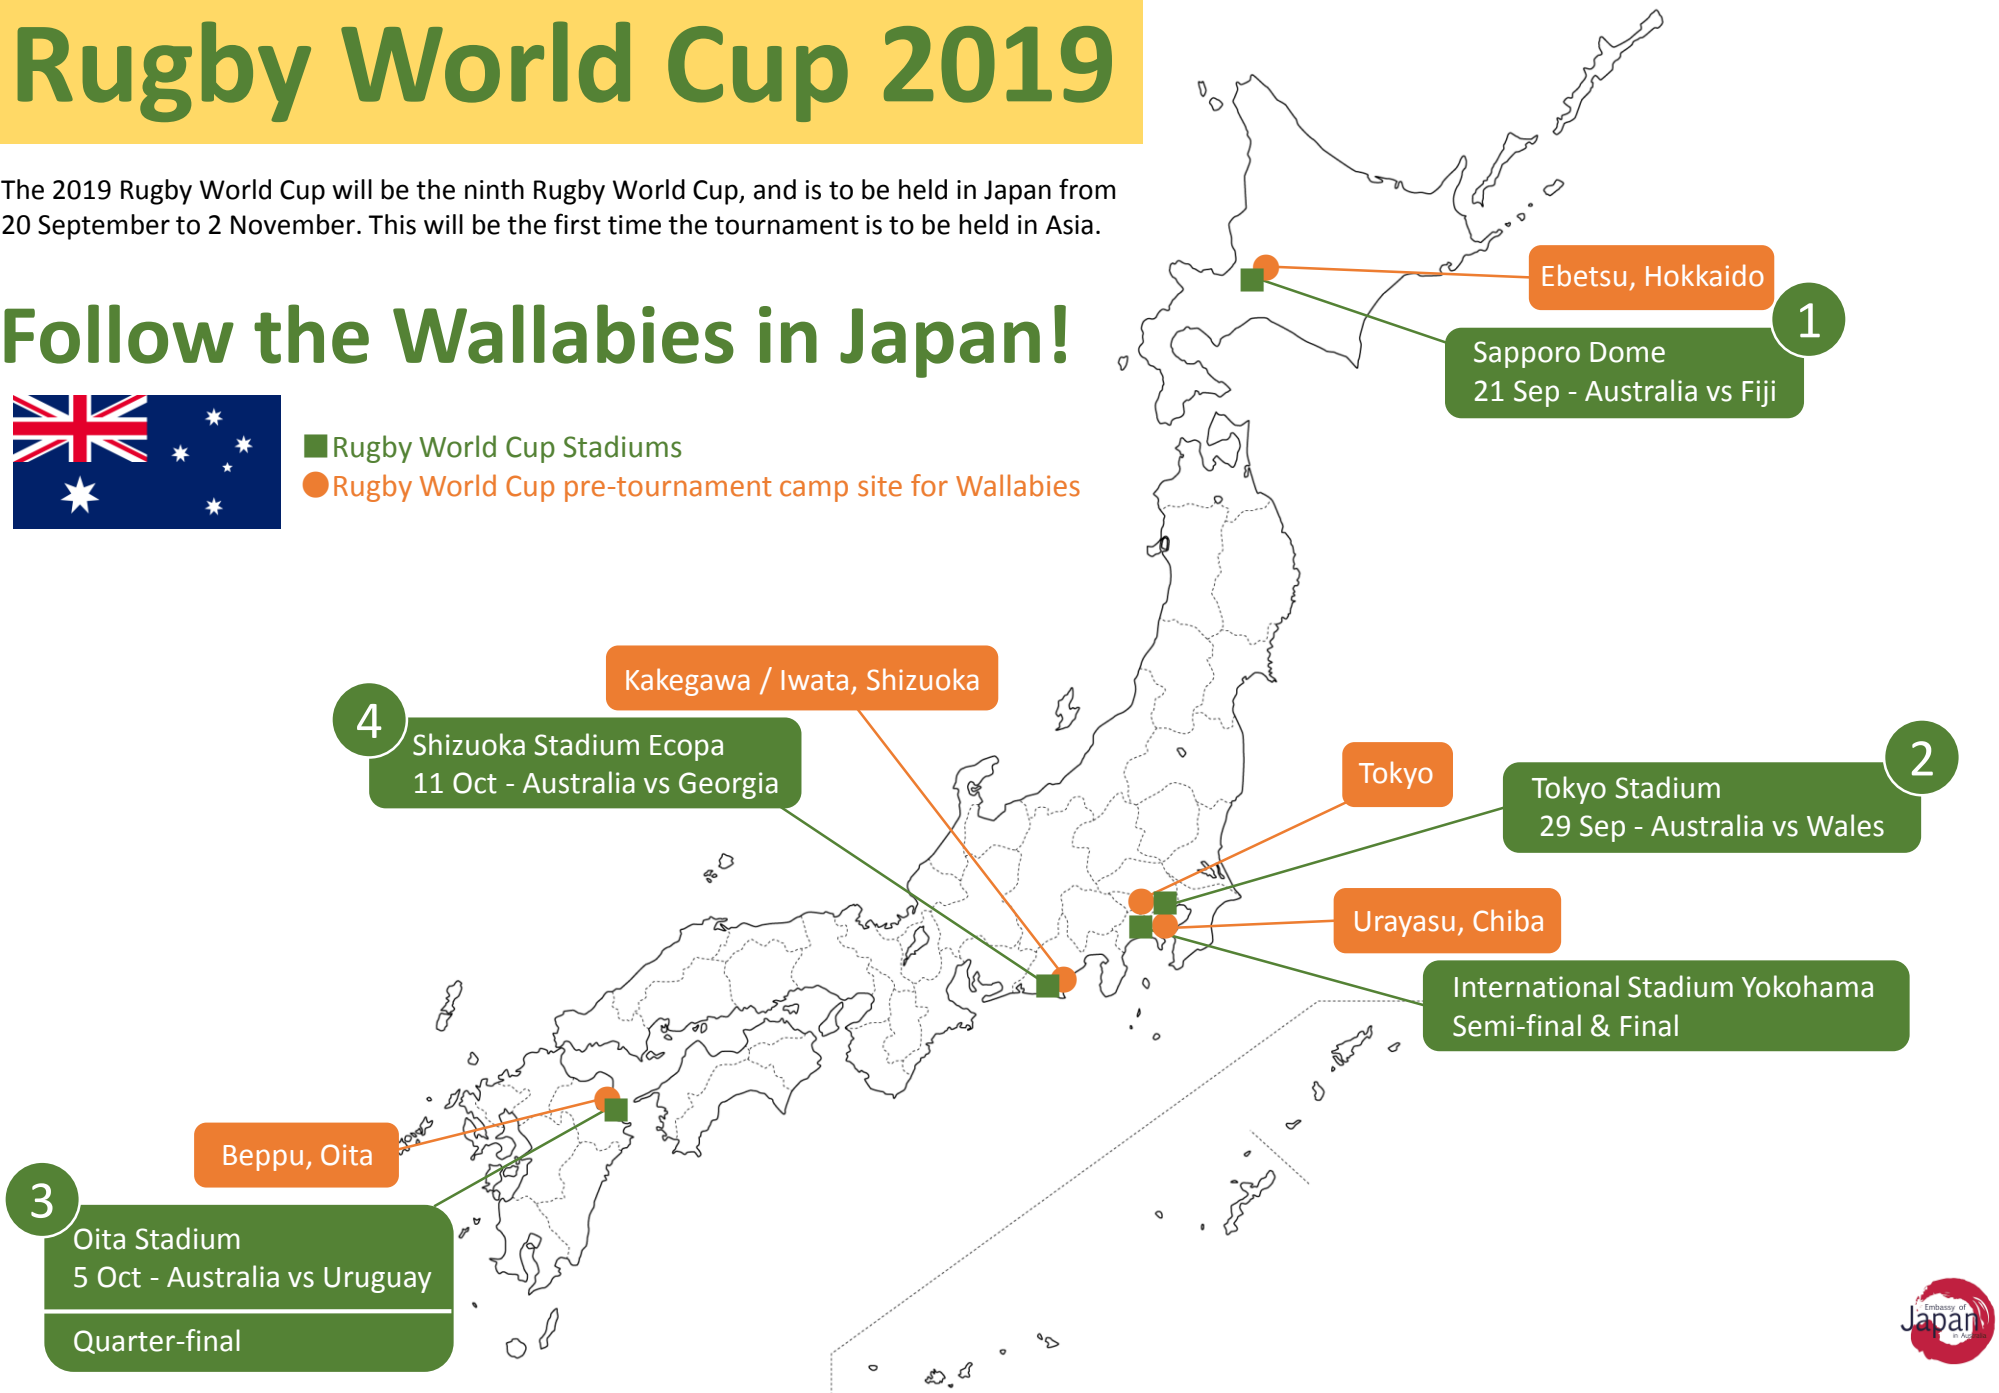 Rugby World Cup 2019
The 2019 Rugby World Cup will be the ninth Rugby World Cup, and is to be held in Japan from
20 September to 2 November. This will be the first time the tournament is to be held in Asia.
Follow the Wallabies in Japan!
Rugby World Cup Stadiums
Rugby World Cup pre-tournament camp site for Wallabies
Ebetsu, Hokkaido
1
Sapporo Dome
21 Sep - Australia vs Fiji
Kakegawa / Iwata, Shizuoka
4
Shizuoka Stadium Ecopa
11 Oct - Australia vs Georgia
Tokyo
2
Tokyo Stadium
29 Sep - Australia vs Wales
Urayasu, Chiba
International Stadium Yokohama
Semi-final & Final
Beppu, Oita
3
Oita Stadium
5 Oct - Australia vs Uruguay
Quarter-final
Embassy of
Japan
in Australia